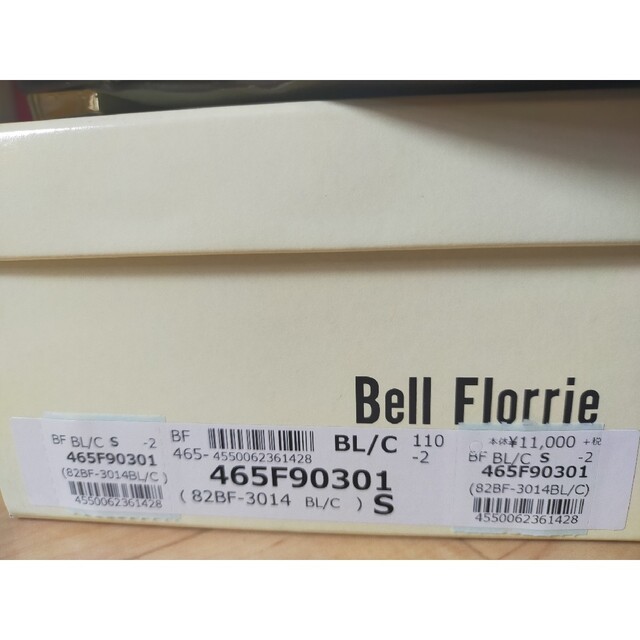 Bell Florrie
BF BL/C S -2
465F90301
(82BF-3014BL/C )
4550062361428
BF
465-4550062361428
BL/C 110
-2
465F90301
( 82BF-3014 BL/C ) S
本体¥11,000 +税
BF BL/C S -2
465F90301
(82BF-3014BL/C)
4550062361428